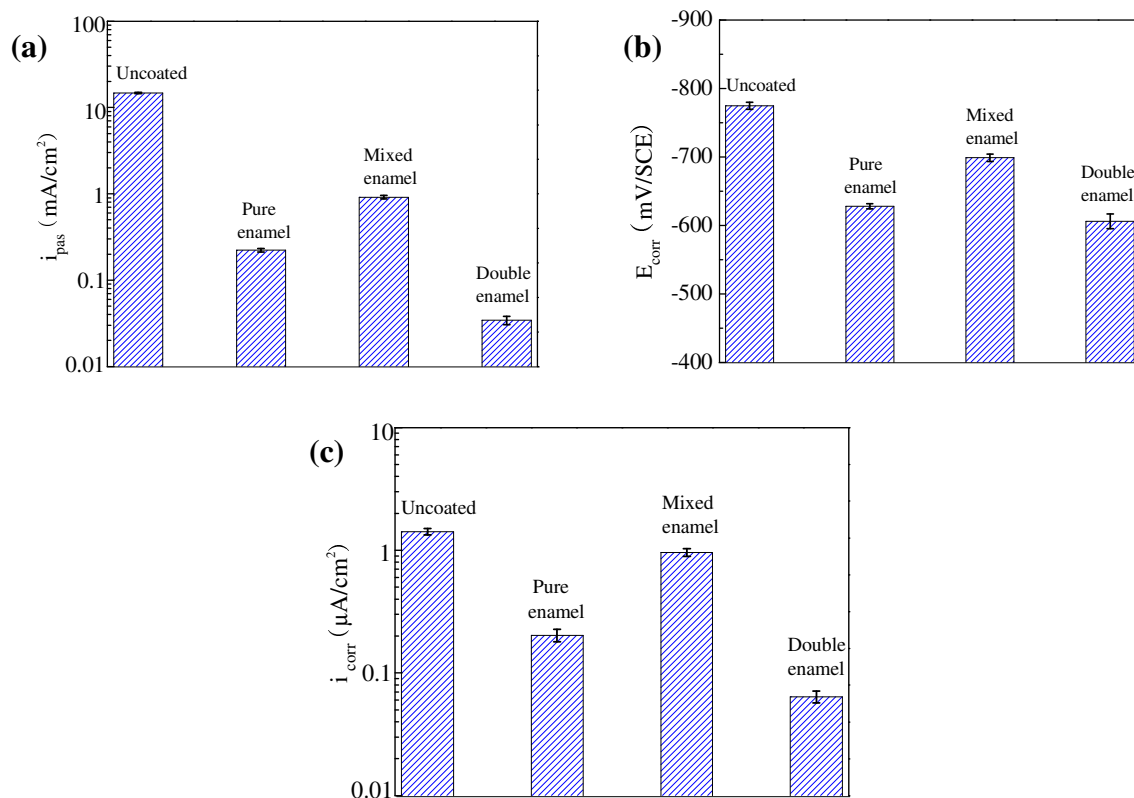 (a)
100
10
1
0.1
0.01
i_pas (mA/cm²)
Uncoated
Pure
enamel
Mixed
enamel
Double
enamel
(b)
-900
-800
-700
-600
-500
-400
E_corr (mV/SCE)
Uncoated
Pure
enamel
Mixed
enamel
Double
enamel
(c)
10
1
0.1
0.01
i_corr (μA/cm²)
Uncoated
Pure
enamel
Mixed
enamel
Double
enamel